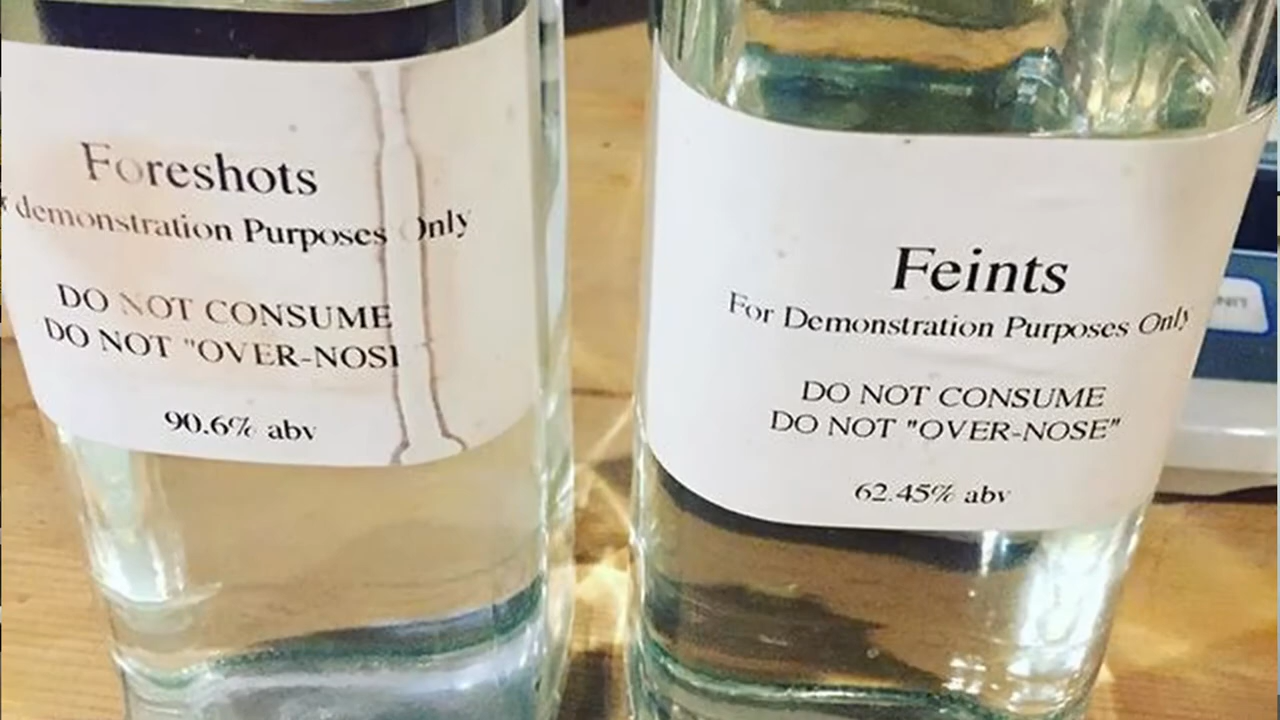 Foreshots
demonstration Purposes Only
DO NOT CONSUME
DO NOT "OVER-NOSE
90.6% abv
Feints
For Demonstration Purposes Only
DO NOT CONSUME
DO NOT "OVER-NOSE"
62.45% abv